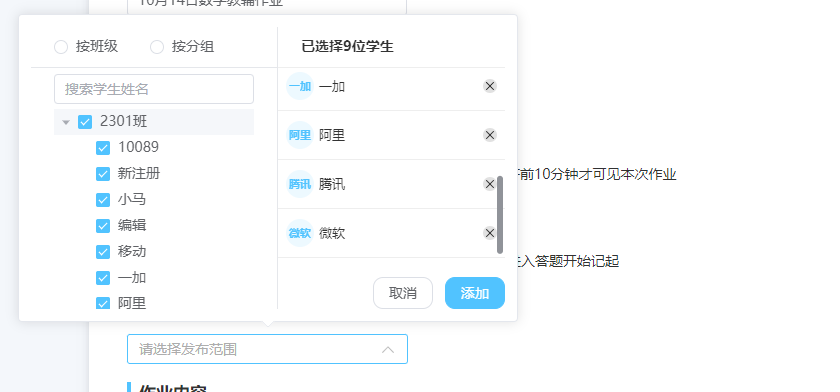 10月14日数学教辅作业
按班级 按分组
已选择9位学生
搜索学生姓名
2301班
10089
新注册
小马
编辑
移动
一加
阿里
一加 一加
阿里 阿里
腾讯 腾讯
微软 微软
取消 添加
前10分钟才可见本次作业
入答题开始记起
请选择发布范围
作业内容